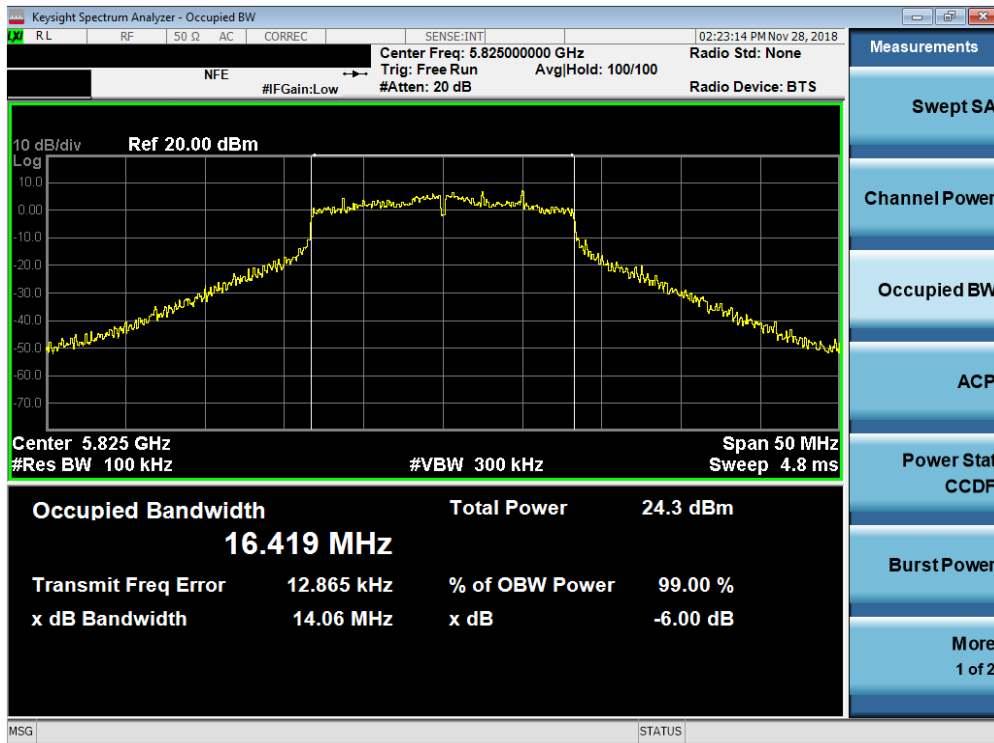 Keysight Spectrum Analyzer - Occupied BW
LXI RL RF 50 Ω AC CORREC SENSE:INT 02:23:14 PM Nov 28, 2018
Center Freq: 5.825000000 GHz Radio Std: None
NFE Trig: Free Run Avg|Hold: 100/100
#IFGain:Low #Atten: 20 dB Radio Device: BTS
10 dB/div Ref 20.00 dBm
Log
10.0
0.00
-10.0
-20.0
-30.0
-40.0
-50.0
-60.0
-70.0
Center 5.825 GHz Span 50 MHz
#Res BW 100 kHz #VBW 300 kHz Sweep 4.8 ms
Occupied Bandwidth Total Power 24.3 dBm
16.419 MHz
Transmit Freq Error 12.865 kHz % of OBW Power 99.00 %
x dB Bandwidth 14.06 MHz x dB -6.00 dB
MSG STATUS
Measurements
Swept SA
Channel Power
Occupied BW
ACP
Power Stat
CCDF
Burst Power
More
1 of 2